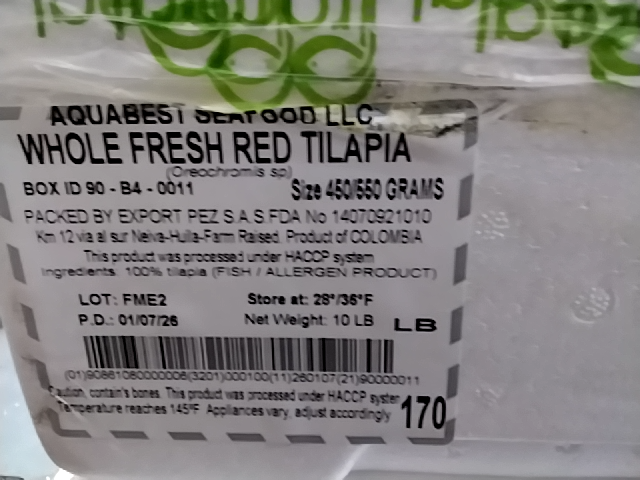 AQUABEST SEAFOOD LLC
WHOLE FRESH RED TILAPIA
(Oreochromis sp)
BOX ID 90 - B4 - 0011 Size 450/550 GRAMS
PACKED BY EXPORT PEZ S.A.S.FDA No 14070921010
Km 12 via al sur Neiva-Huila-Farm Raised. Product of COLOMBIA
This product was processed under HACCP system
Ingredients: 100% tilapia (FISH / ALLERGEN PRODUCT)
LOT: FME2 Store at: 28°/36°F
P.D.: 01/07/26 Net Weight: 10 LB LB
(01)90861080000006(3201)000100(11)260107(21)90000011
Caution, contain's bones. This product was processed under HACCP syster
Temperature reaches 145°F. Appliances vary, adjust accordingly 170